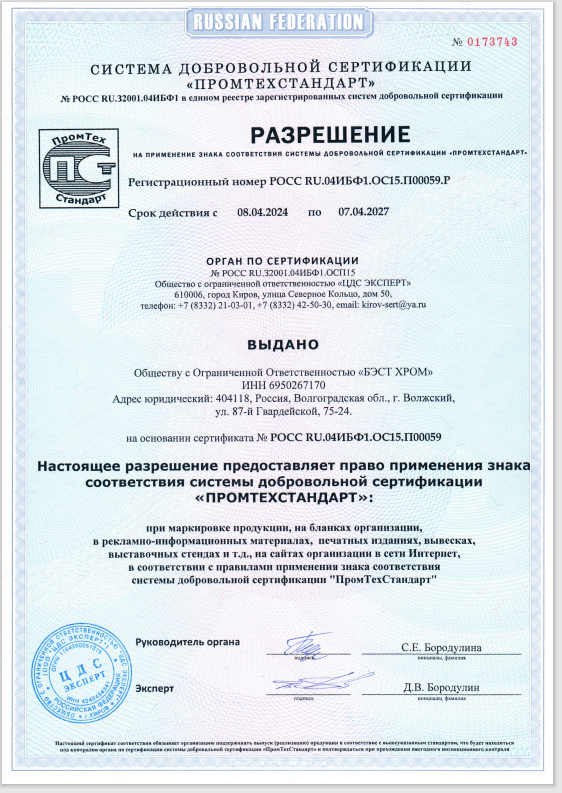 RUSSIAN FEDERATION
№ 0173743
СИСТЕМА ДОБРОВОЛЬНОЙ СЕРТИФИКАЦИИ
«ПРОМТЕХСТАНДАРТ»
№ РОСС RU.32001.04ИБФ1 в едином реестре зарегистрированных систем добровольной сертификации
ПромТех
ПСт
Стандарт
РАЗРЕШЕНИЕ
НА ПРИМЕНЕНИЕ ЗНАКА СООТВЕТСТВИЯ СИСТЕМЫ ДОБРОВОЛЬНОЙ СЕРТИФИКАЦИИ «ПРОМТЕХСТАНДАРТ»
Регистрационный номер РОСС RU.04ИБФ1.ОС15.П00059.Р
Срок действия с 08.04.2024 по 07.04.2027
ОРГАН ПО СЕРТИФИКАЦИИ
№ РОСС RU.32001.04ИБФ1.ОСП15
Общество с ограниченной ответственностью «ЦДС ЭКСПЕРТ»
610006, город Киров, улица Северное Кольцо, дом 50,
телефон: +7 (8332) 21-03-01, +7 (8332) 42-50-30, email: kirov-sert@ya.ru
ВЫДАНО
Обществу с Ограниченной Ответственностью «БЭСТ ХРОМ»
ИНН 6950267170
Адрес юридический: 404118, Россия, Волгоградская обл., г. Волжский,
ул. 87-й Гвардейской, 75-24.
на основании сертификата № РОСС RU.04ИБФ1.ОС15.П00059
Настоящее разрешение предоставляет право применения знака
соответствия системы добровольной сертификации
«ПРОМТЕХСТАНДАРТ»:
при маркировке продукции, на бланках организации,
в рекламно-информационных материалах, печатных изданиях, вывесках,
выставочных стендах и т.д., на сайтах организации в сети Интернет,
в соответствии с правилами применения знака соответствия
системы добровольной сертификации "ПромТехСтандарт"
Руководитель органа
подпись
С.Е. Бородулина
инициалы, фамилия
Эксперт
подпись
Д.В. Бородулин
инициалы, фамилия
ЦДС
ЭКСПЕРТ
РОССИЙСКАЯ ФЕДЕРАЦИЯ
г.КИРОВ
Настоящий сертификат соответствия обязывает организацию поддерживать выпуск (реализацию) продукции в соответствие с вышеуказанным стандартом, что будет находиться
под контролем органа по сертификации системы добровольной сертификации «ПромТехСтандарт» и подтверждаться при прохождении ежегодного инспекционного контроля